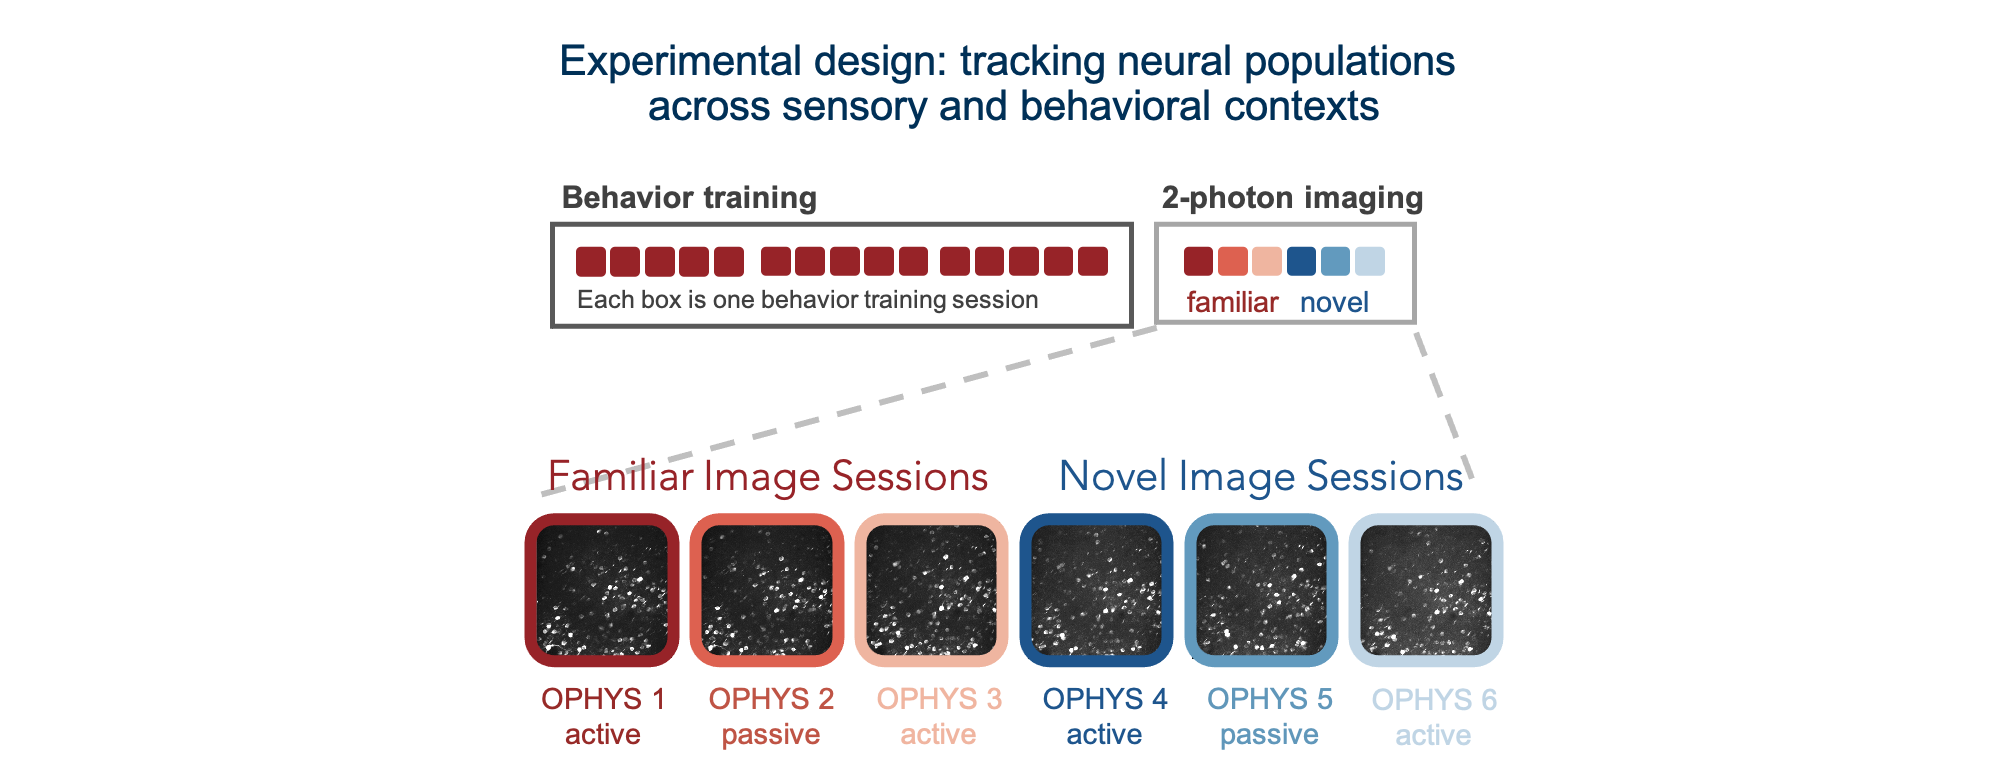 Experimental design: tracking neural populations
across sensory and behavioral contexts
Behavior training
Each box is one behavior training session
2-photon imaging
familiar novel
Familiar Image Sessions
Novel Image Sessions
OPHYS 1
active
OPHYS 2
passive
OPHYS 3
active
OPHYS 4
active
OPHYS 5
passive
OPHYS 6
active